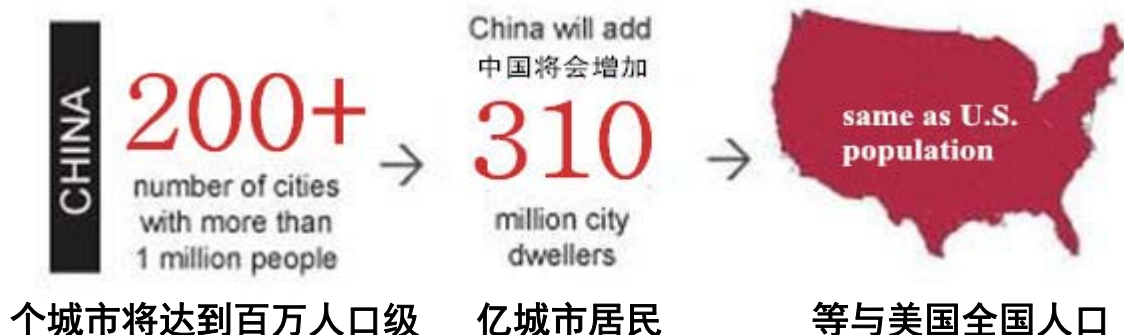 CHINA
200+
number of cities
with more than
1 million people
个城市将达到百万人口级
China will add
中国将会增加
310
million city
dwellers
亿城市居民
same as U.S.
population
等与美国全国人口